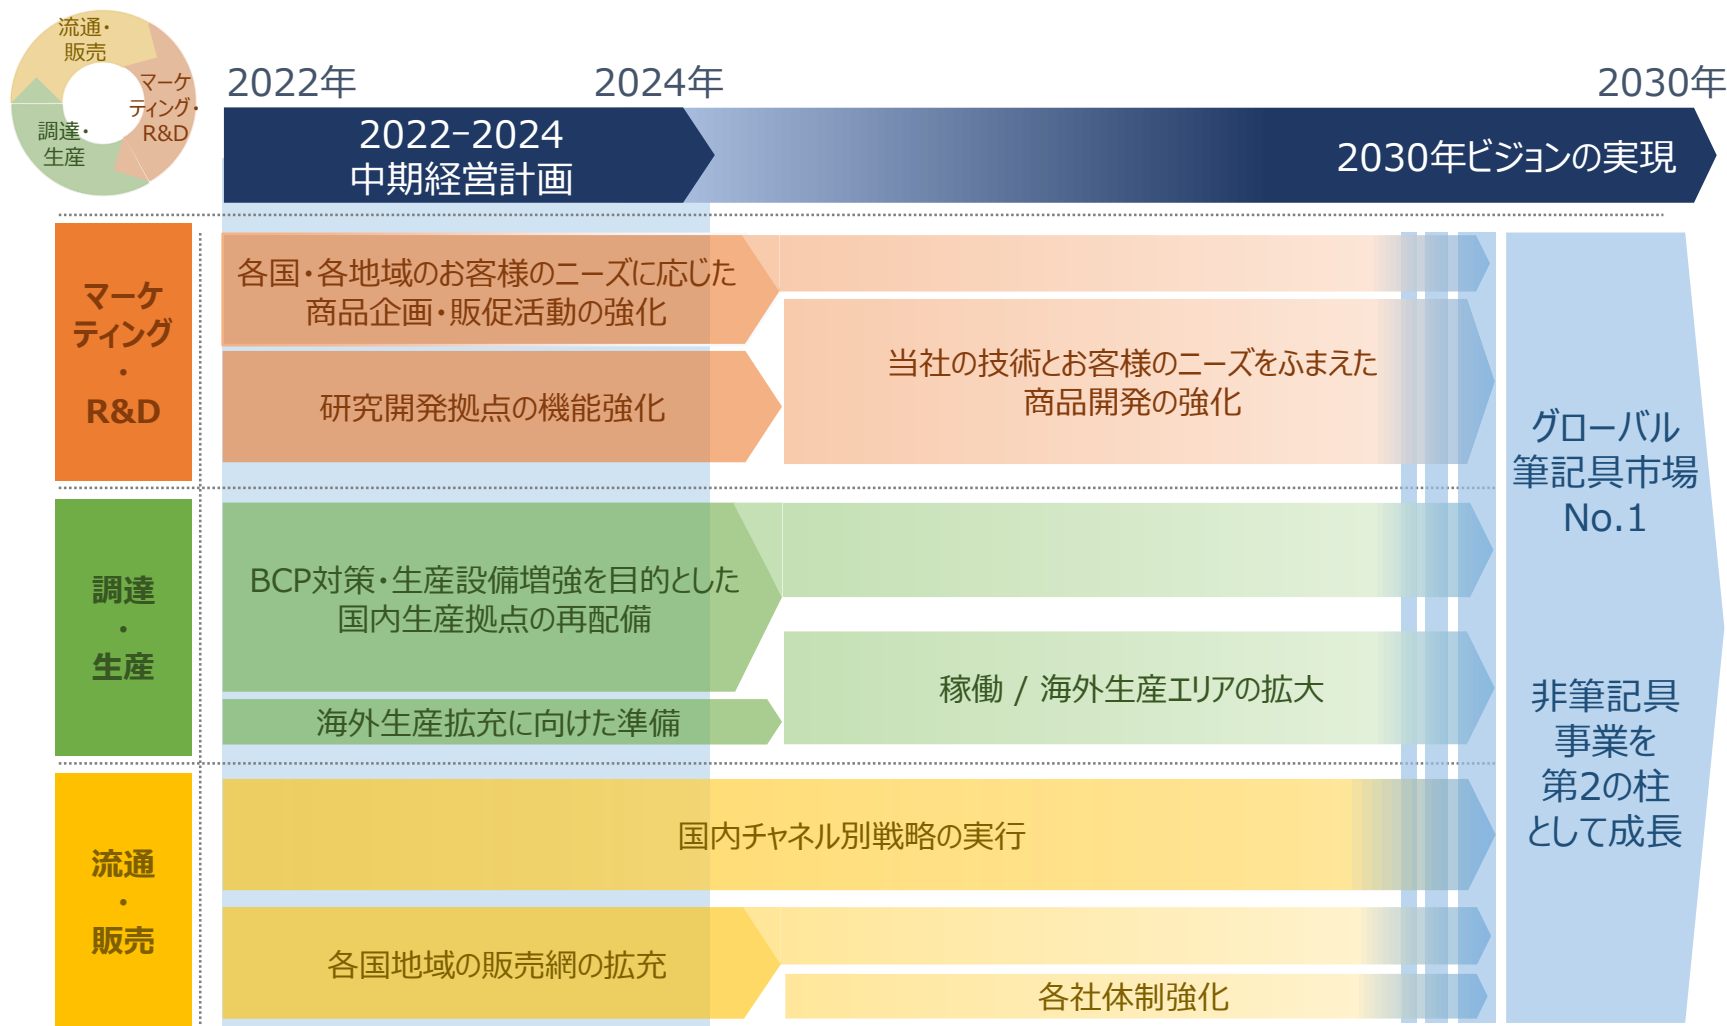 流通・
販売
マーケ
ティング・
R&D
調達・
生産
2022年
2024年
2030年
2022-2024
中期経営計画
2030年ビジョンの実現
マーケ
ティング
・
R&D
各国・各地域のお客様のニーズに応じた
商品企画・販促活動の強化
研究開発拠点の機能強化
当社の技術とお客様のニーズをふまえた
商品開発の強化
調達
・
生産
BCP対策・生産設備増強を目的とした
国内生産拠点の再配備
海外生産拡充に向けた準備
稼働 / 海外生産エリアの拡大
流通
・
販売
国内チャネル別戦略の実行
各国地域の販売網の拡充
各社体制強化
グローバル
筆記具市場
No.1
非筆記具
事業を
第2の柱
として成長